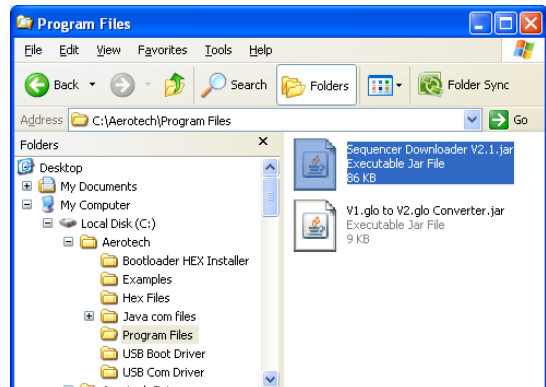 Program Files
File Edit View Favorites Tools Help
Back Search Folders Folder Sync
Address C:\Aerotech\Program Files Go
Folders x
Desktop
My Documents
My Computer
Local Disk (C:)
Aerotech
Bootloader HEX Installer
Examples
Hex Files
Java com files
Program Files
USB Boot Driver
USB Com Driver
Sequencer Downloader V2.1.jar
Executable Jar File
86 KB
V1.glo to V2.glo Converter.jar
Executable Jar File
9 KB